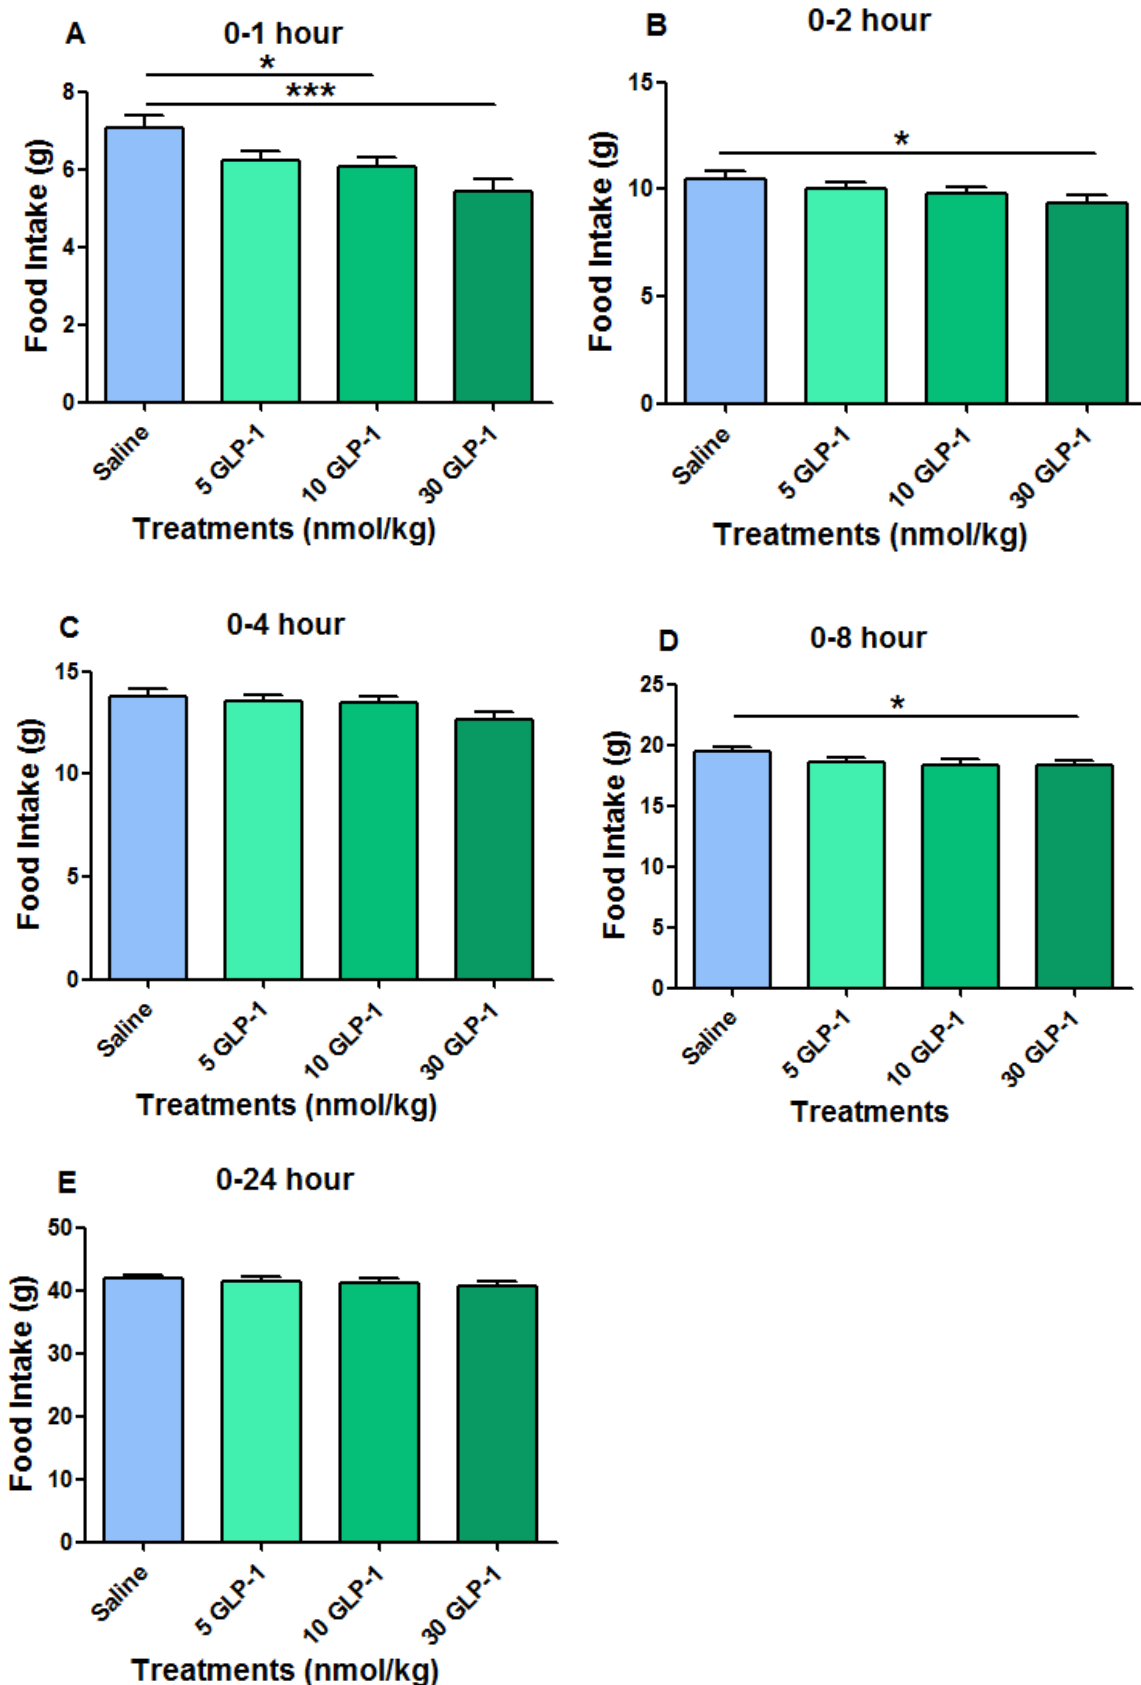 A
0-1 hour
*
***
8
6
4
2
0
Food Intake (g)
Saline
5 GLP-1
10 GLP-1
30 GLP-1
Treatments (nmol/kg)
B
0-2 hour
*
15
10
5
0
Food Intake (g)
Saline
5 GLP-1
10 GLP-1
30 GLP-1
Treatments (nmol/kg)
C
0-4 hour
15
10
5
0
Food Intake (g)
Saline
5 GLP-1
10 GLP-1
30 GLP-1
Treatments (nmol/kg)
D
0-8 hour
*
25
20
15
10
5
0
Food Intake (g)
Saline
5 GLP-1
10 GLP-1
30 GLP-1
Treatments
E
0-24 hour
50
40
30
20
10
0
Food Intake (g)
Saline
5 GLP-1
10 GLP-1
30 GLP-1
Treatments (nmol/kg)